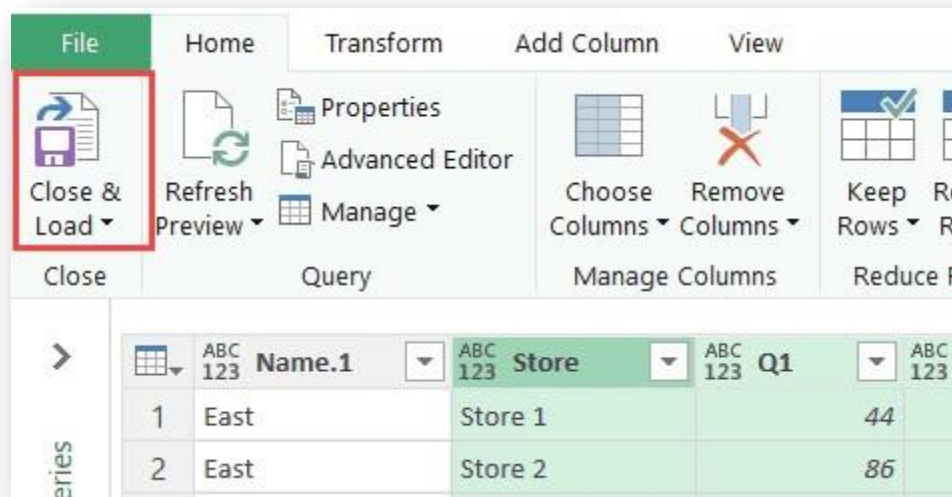 File Home Transform Add Column View
Properties
Advanced Editor
Manage
Close & Load
Refresh Preview
Choose Columns
Remove Columns
Keep Rows
Close Query Manage Columns Reduce
ABC 123 Name.1 ABC 123 Store ABC 123 Q1 ABC 123
1 East Store 1 44
2 East Store 2 86